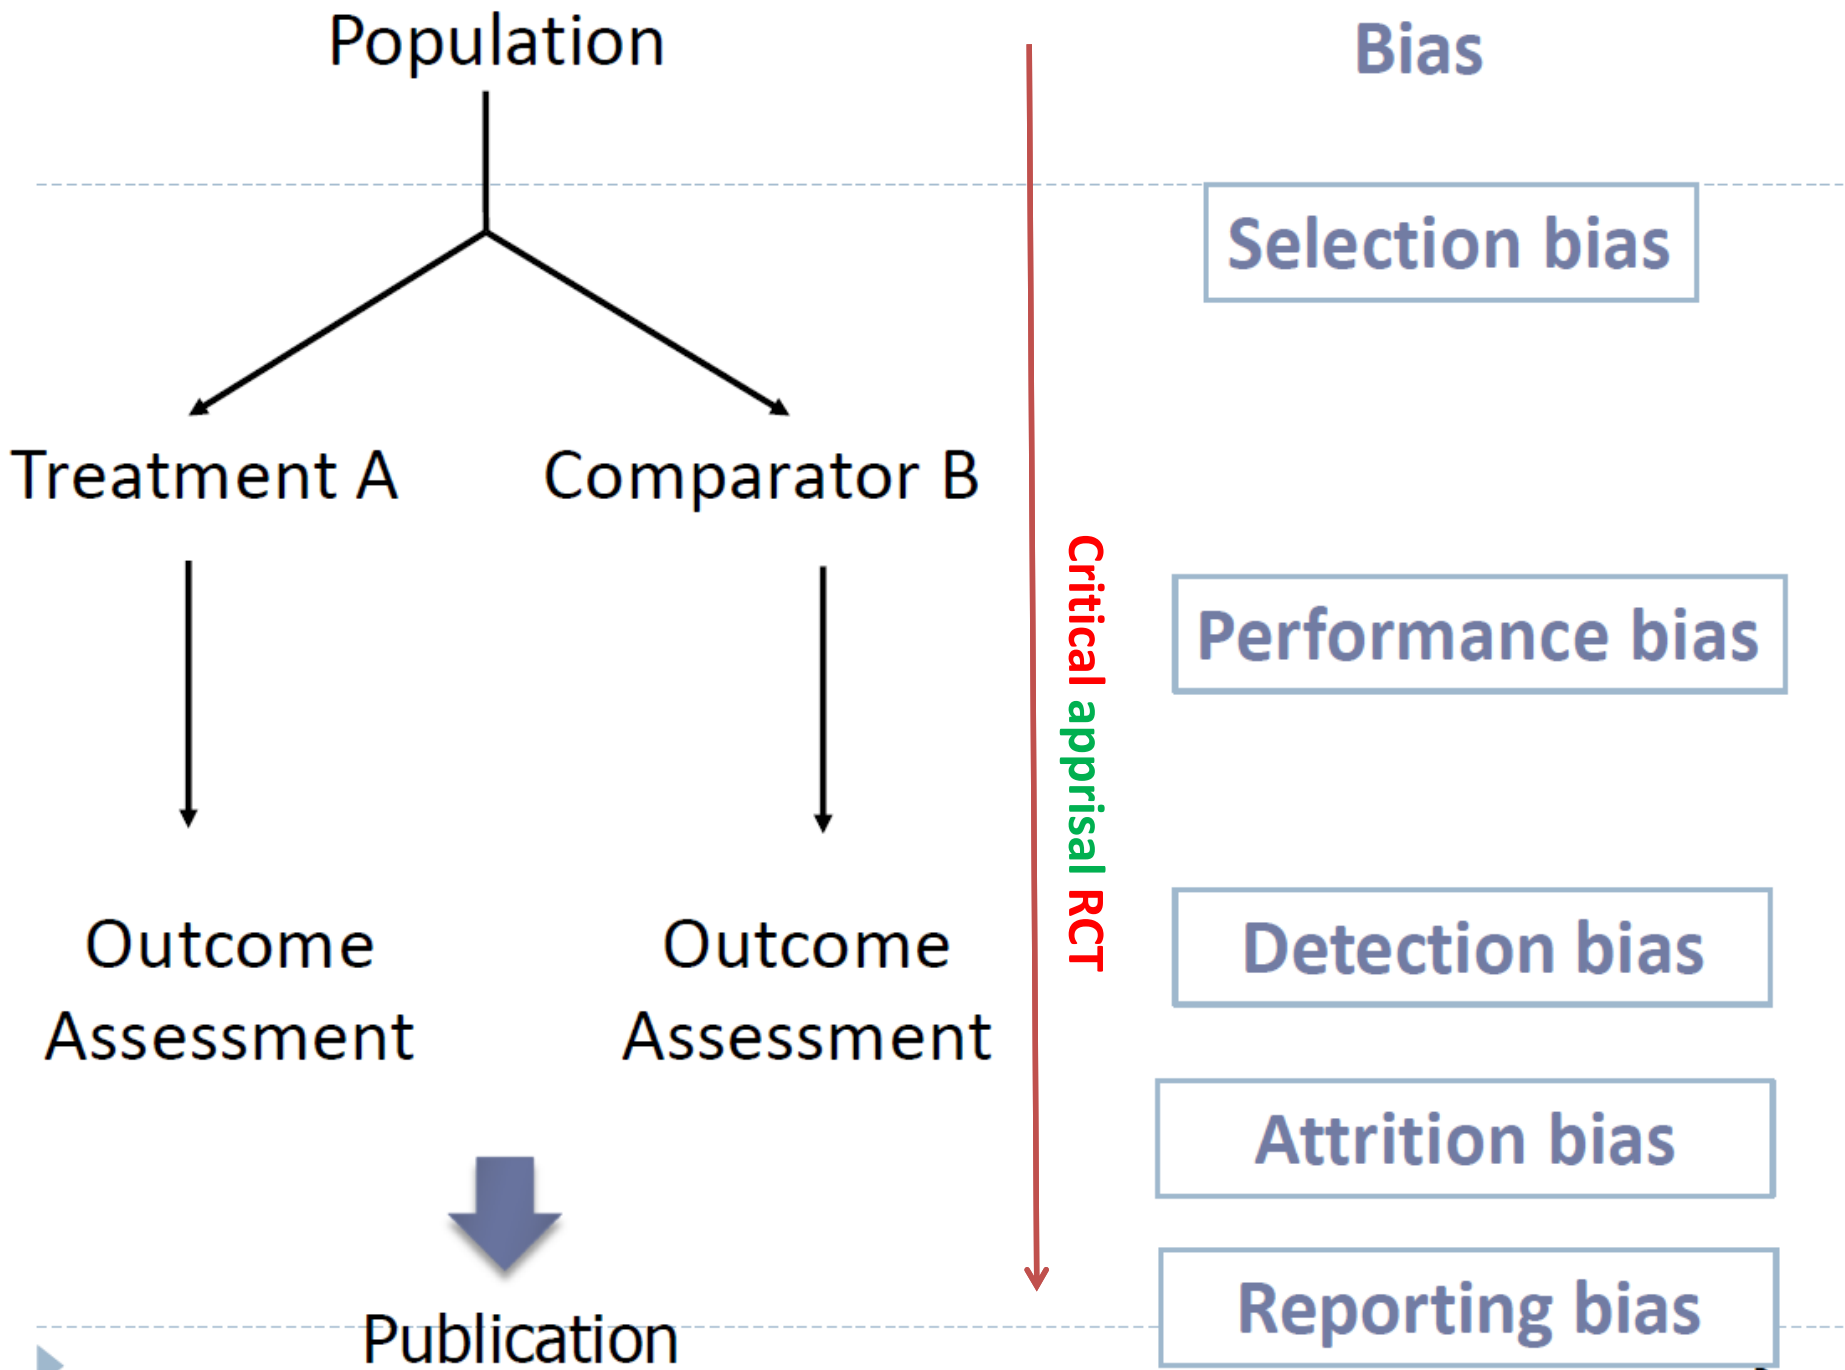 Population
Bias
Selection bias
Treatment A
Comparator B
Critical apprisal RCT
Performance bias
Outcome
Assessment
Outcome
Assessment
Detection bias
Attrition bias
Reporting bias
Publication